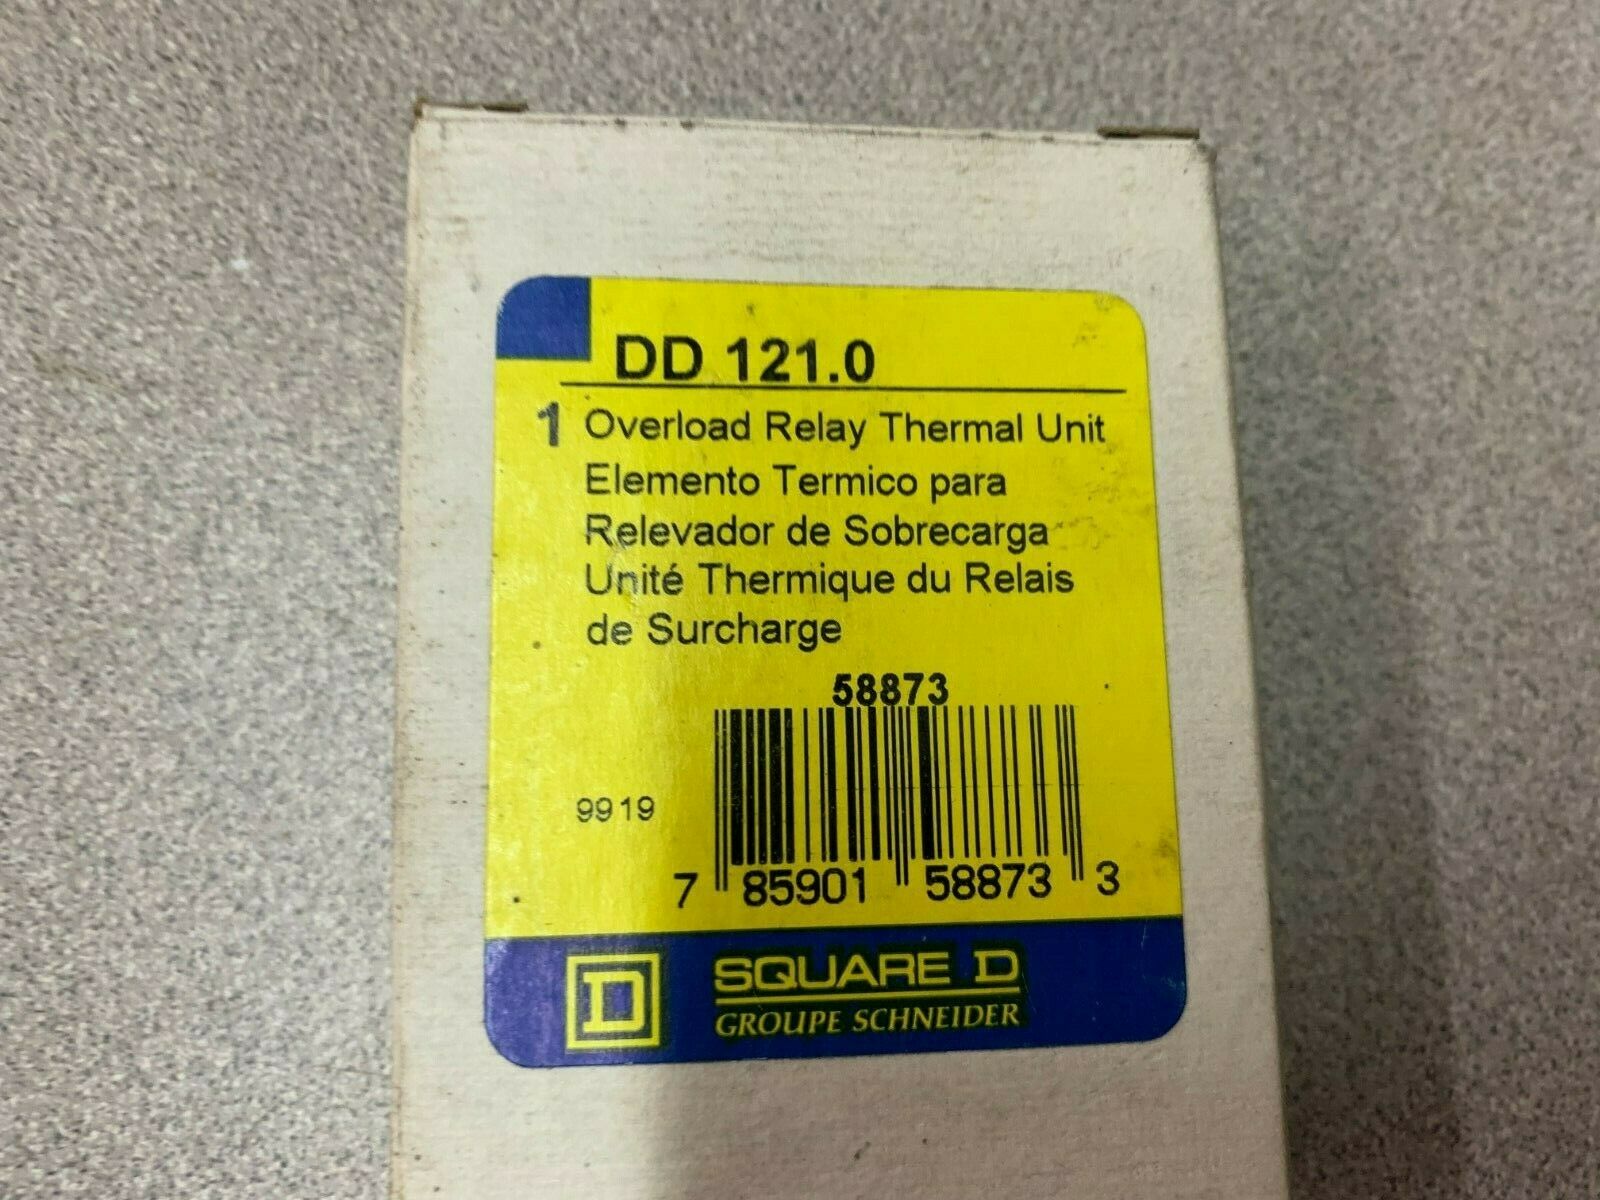 DD 121.0
1 Overload Relay Thermal Unit
Elemento Termico para
Relevador de Sobrecarga
Unité Thermique du Relais
de Surcharge
58873
9919
7 85901 58873 3
D SQUARE D
GROUPE SCHNEIDER